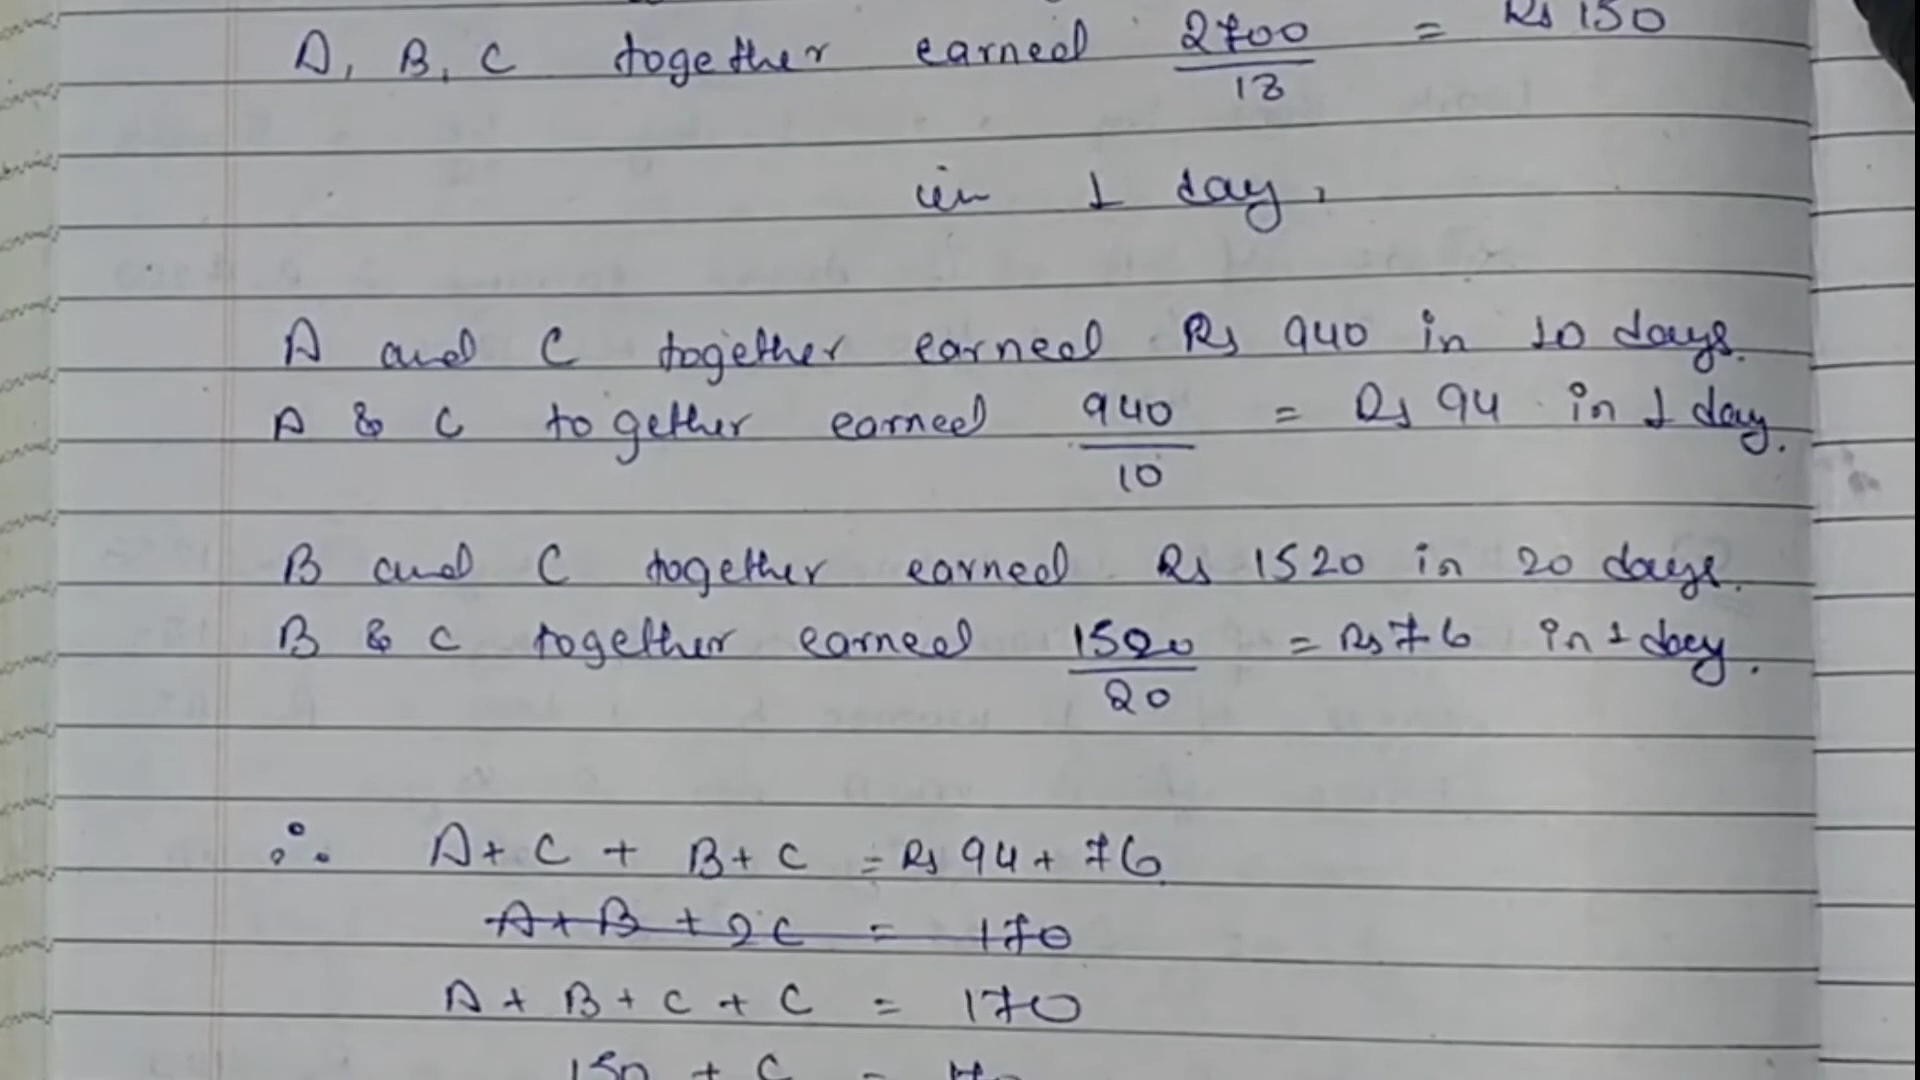 A, B, C together earned 2700/18 = Rs 150
in 1 day.
A and C together earned Rs 940 in 10 days.
A & C together earned 940/10 = Rs 94 in 1 day.
B and C together earned Rs 1520 in 20 days.
B & C together earned 1520/20 = Rs 76 in 1 day.
∴ A + C + B + C = Rs 94 + 76
A + B + 2C = 170
A + B + C + C = 170
150 + C =